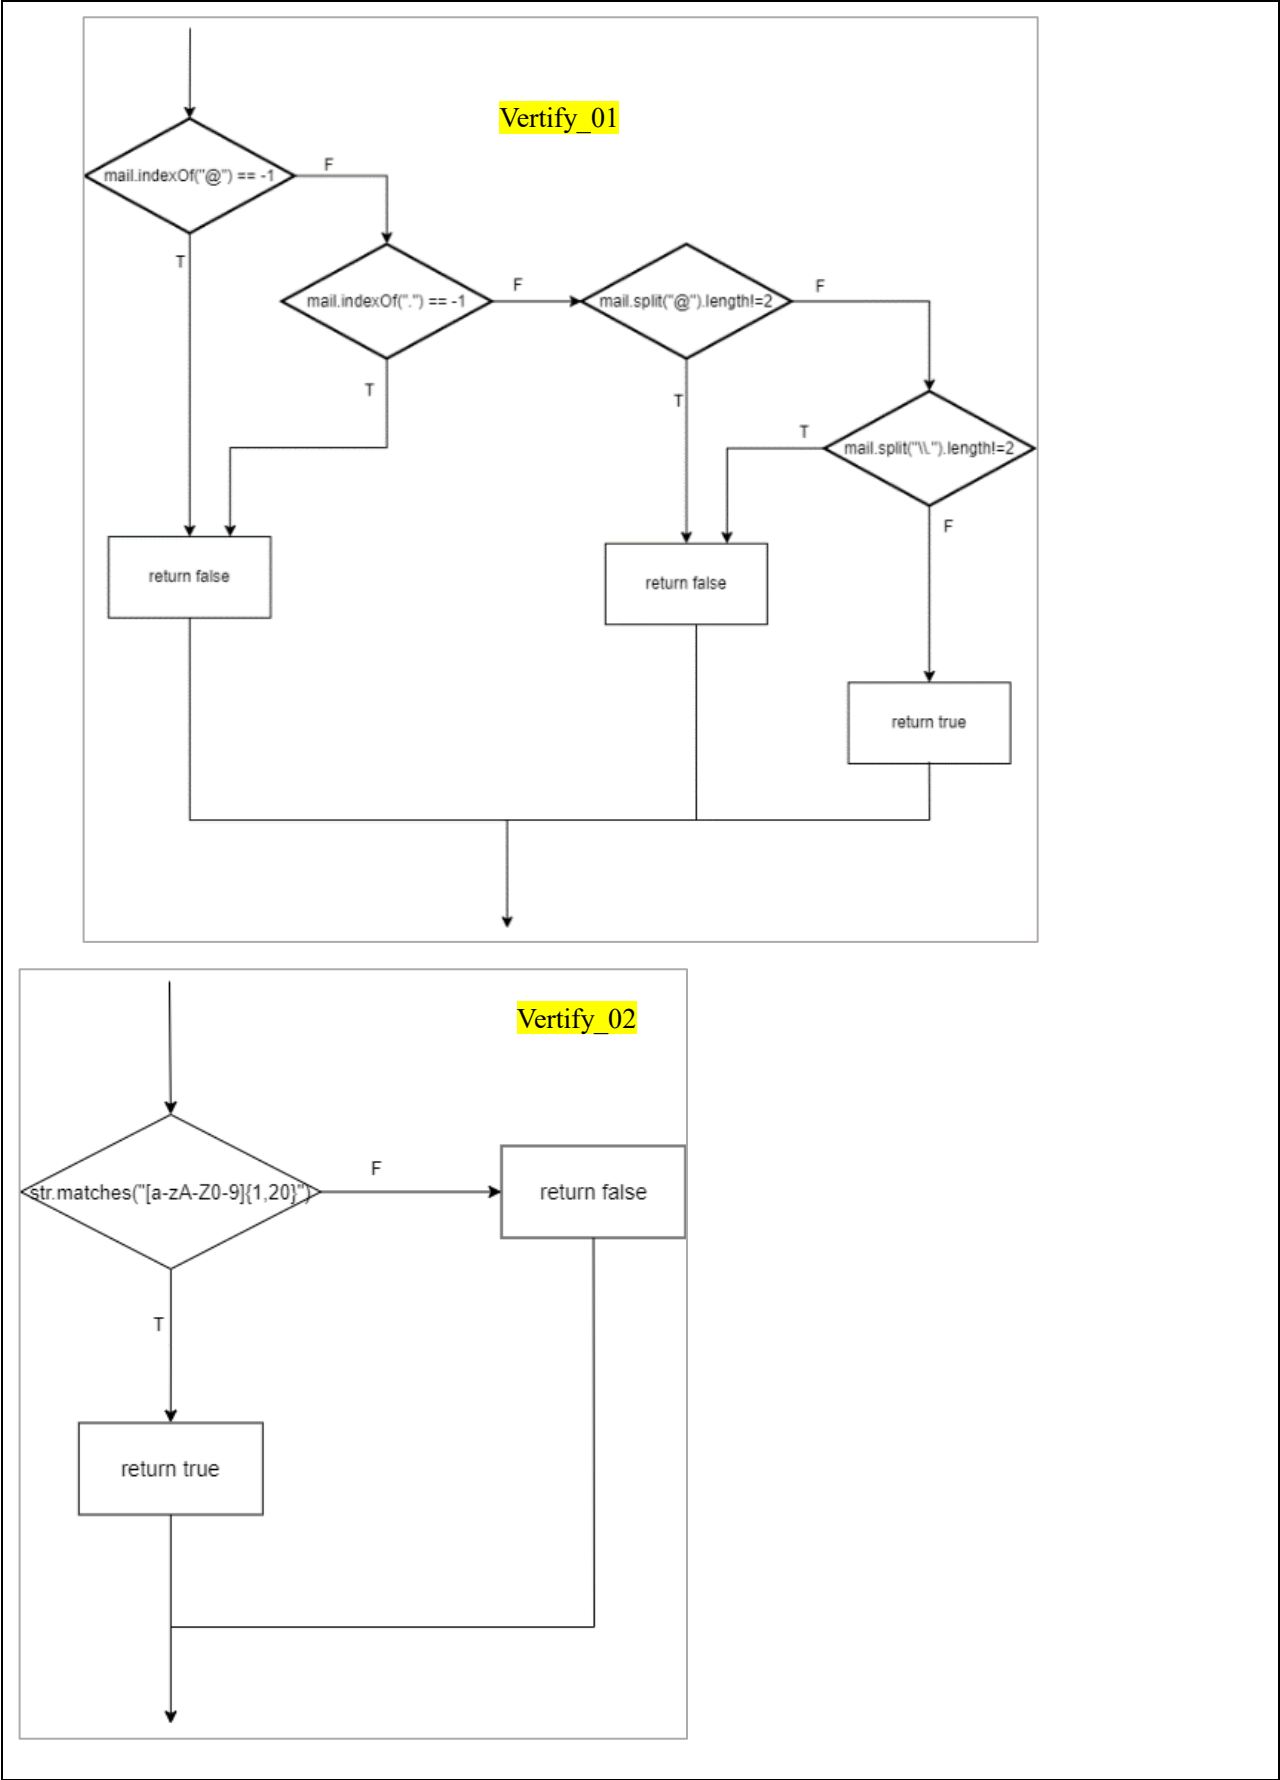 Vertify_01
mail.indexOf("@") == -1
F
T
mail.indexOf(".") == -1
F
T
mail.split("@").length!=2
F
T
mail.split("\\.").length!=2
T
F
return false
return false
return true
Vertify_02
str.matches("[a-zA-Z0-9]{1,20}")
F
return false
T
return true